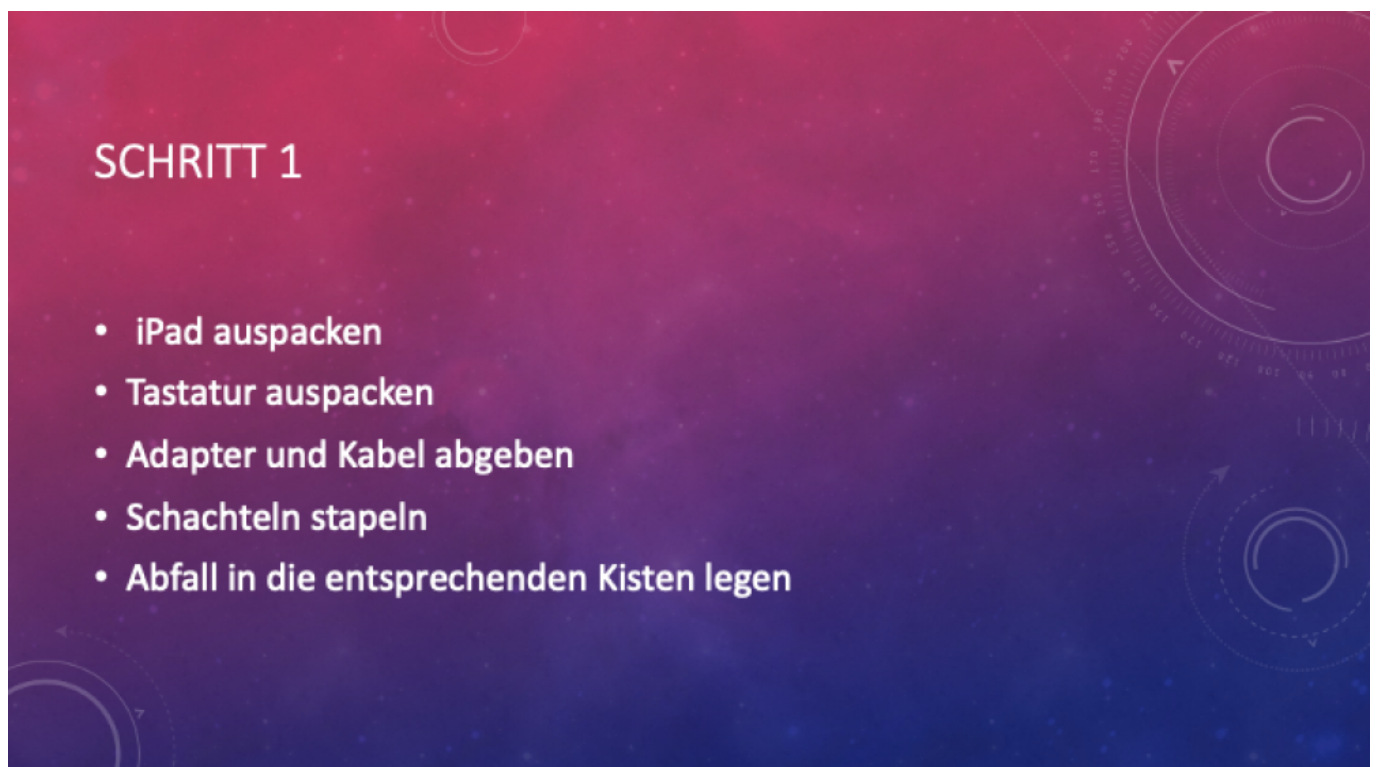 SCHRITT 1
• iPad auspacken
• Tastatur auspacken
• Adapter und Kabel abgeben
• Schachteln stapeln
• Abfall in die entsprechenden Kisten legen